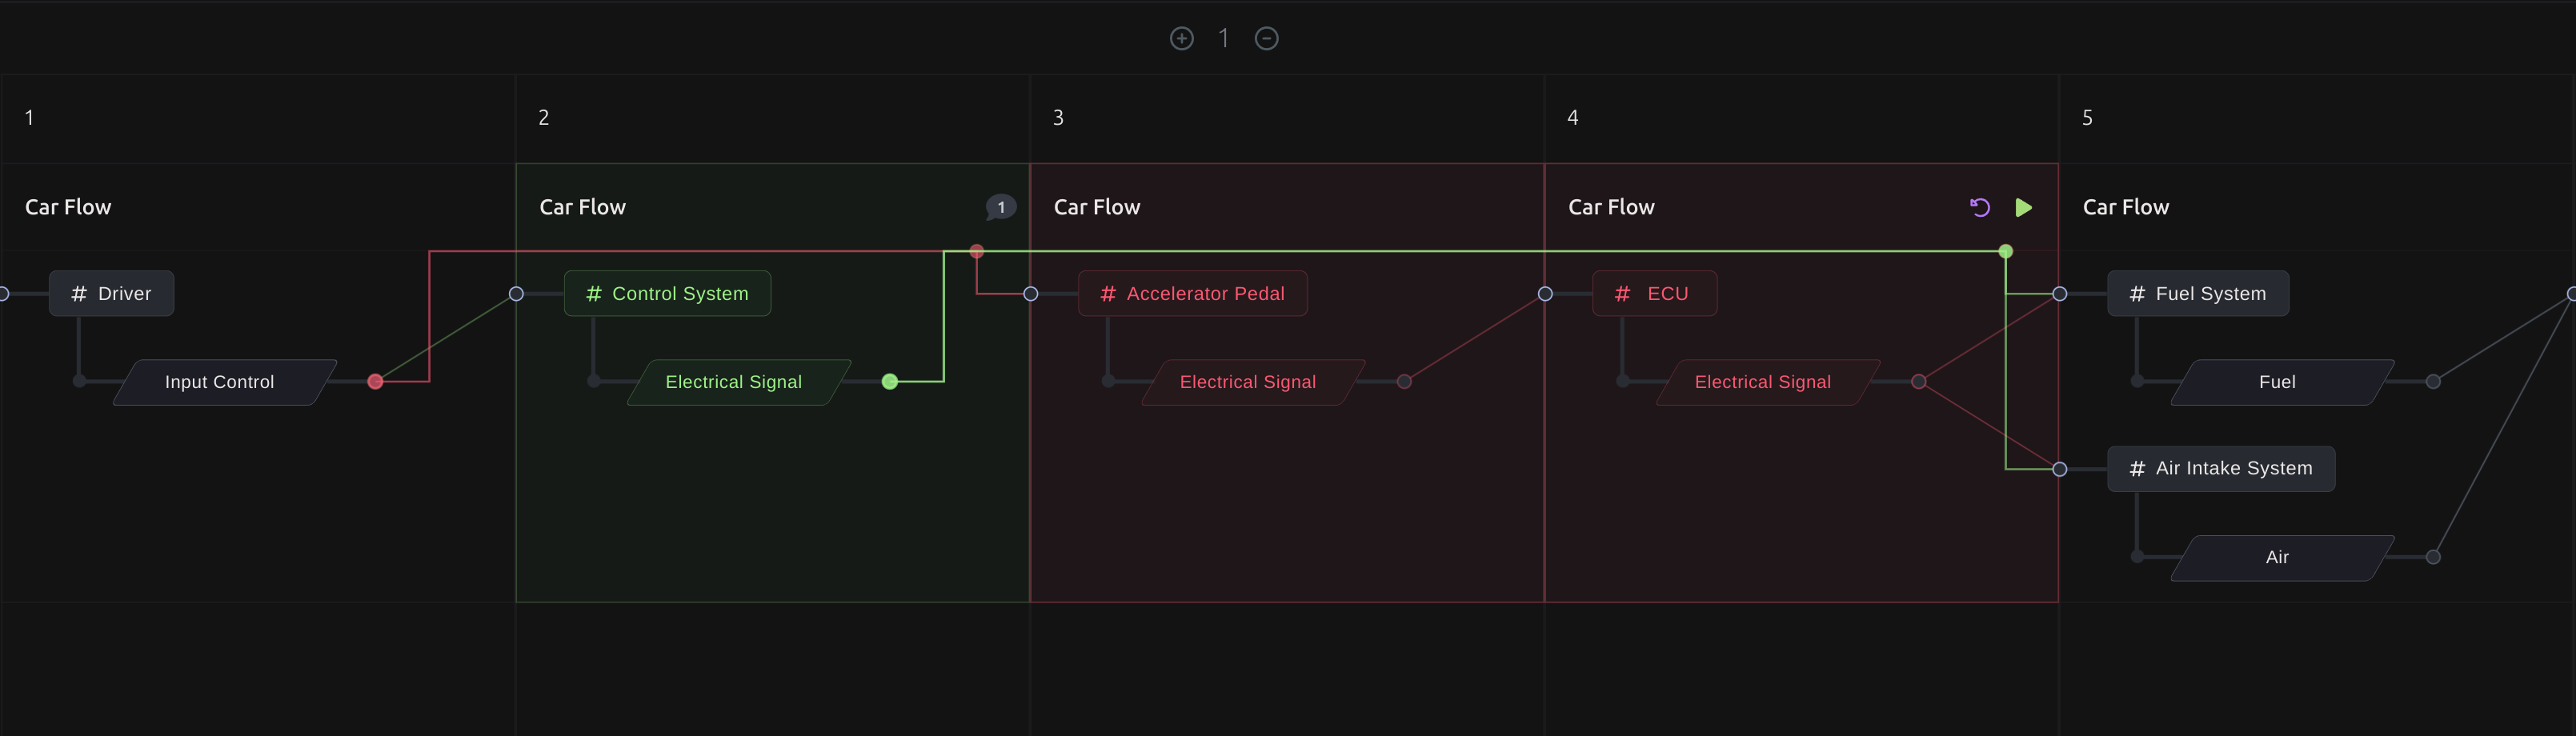 1
1
2
3
4
5
Car Flow
Car Flow
1
Car Flow
Car Flow
Car Flow
# Driver
# Control System
# Accelerator Pedal
# ECU
# Fuel System
Input Control
Electrical Signal
Electrical Signal
Electrical Signal
Fuel
# Air Intake System
Air